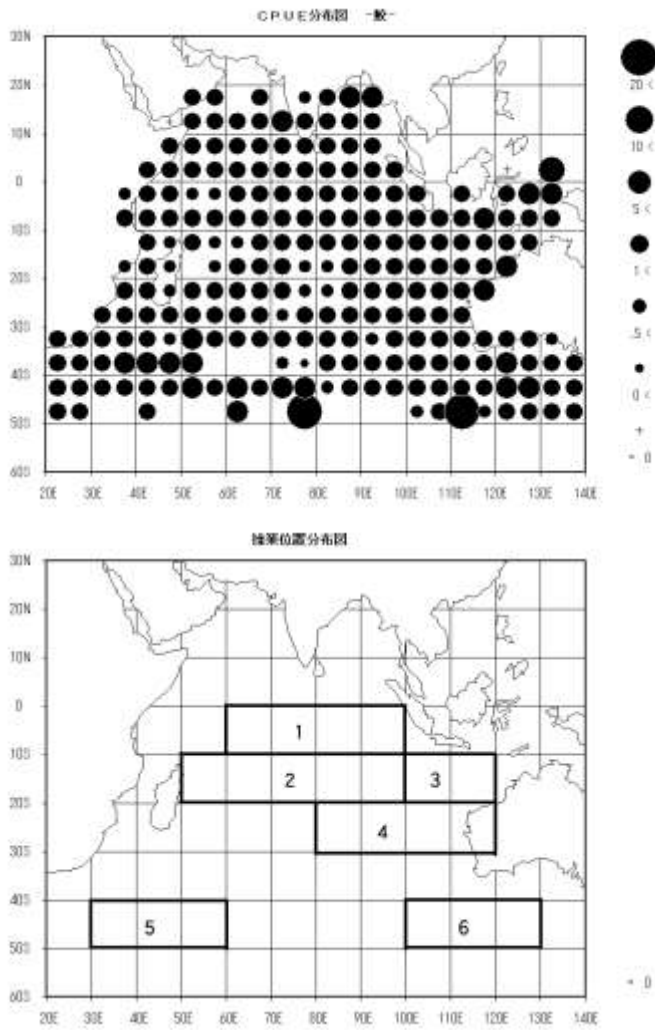 CPUE分布図 -鮫-
30N
20N
10N
0
10S
20S
30S
40S
50S
60S
20E 30E 40E 50E 60E 70E 80E 90E 100E 110E 120E 130E 140E
20 <
10 <
5 <
1 <
.5 <
0 <
+
= 0
操業位置分布図
30N
20N
10N
0
10S
20S
30S
40S
50S
60S
1
2
3
4
5
6
20E 30E 40E 50E 60E 70E 80E 90E 100E 110E 120E 130E 140E
= 0